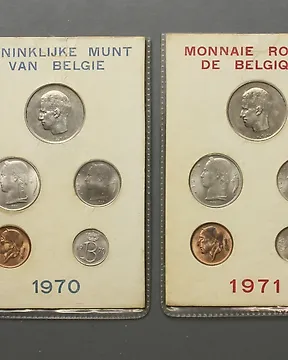 NINKLIJKE MUNT
VAN BELGIE
1970
MONNAIE RO
DE BELGIQ
1971